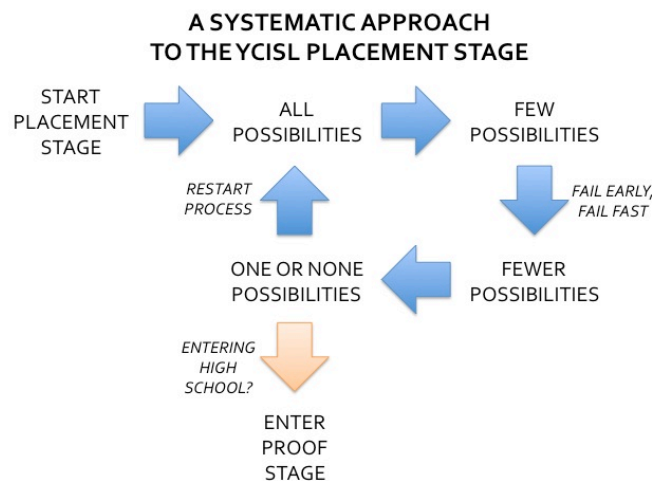 A SYSTEMATIC APPROACH
TO THE YCISL PLACEMENT STAGE
START
PLACEMENT
STAGE
ALL
POSSIBILITIES
FEW
POSSIBILITIES
RESTART
PROCESS
FAIL EARLY,
FAIL FAST
ONE OR NONE
POSSIBILITIES
FEWER
POSSIBILITIES
ENTERING
HIGH
SCHOOL?
ENTER
PROOF
STAGE